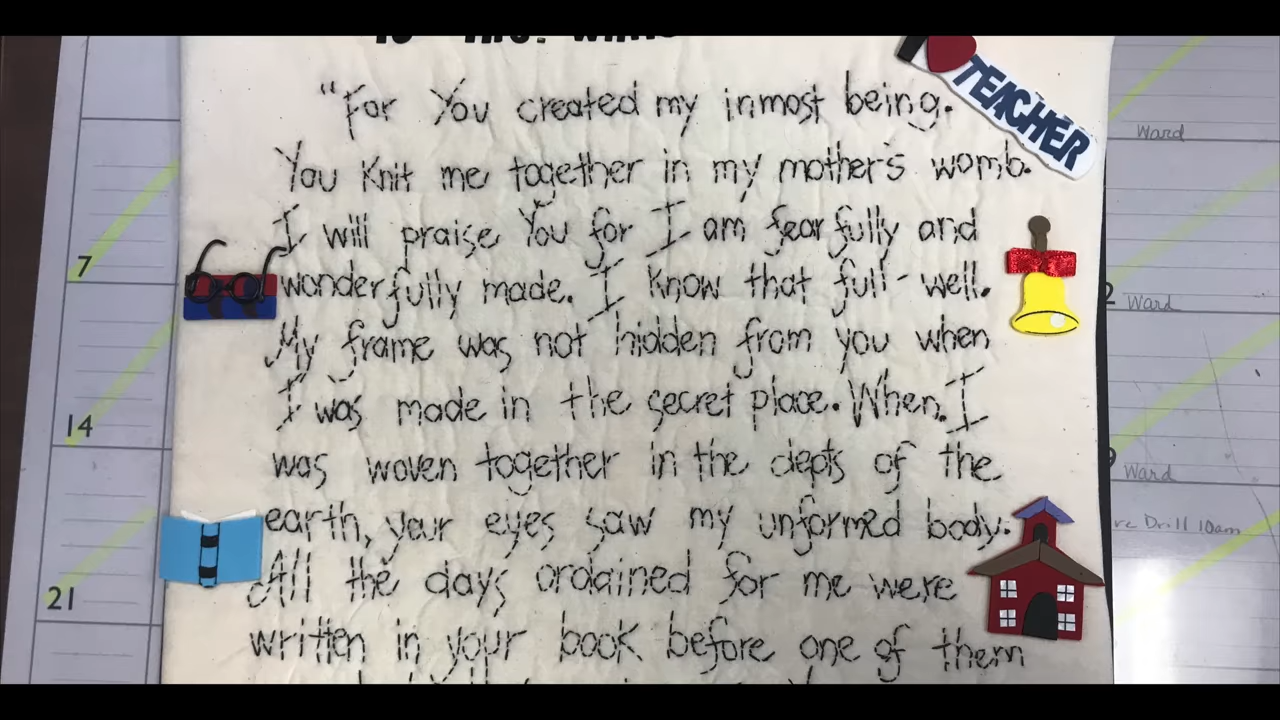 TEACHER
"For You created my inmost being.
You Knit me together in my mother's womb.
I will praise You for I am fearfully and
wonderfully made. I Know that full-well.
My frame was not hidden from you when
I was made in the secret place. When I
was woven together in the depts of the
earth, your eyes saw my unformed body.
All the days ordained for me were
written in your book before one of them
7
14
21
Ward
Ward
Ward
Drill 10am